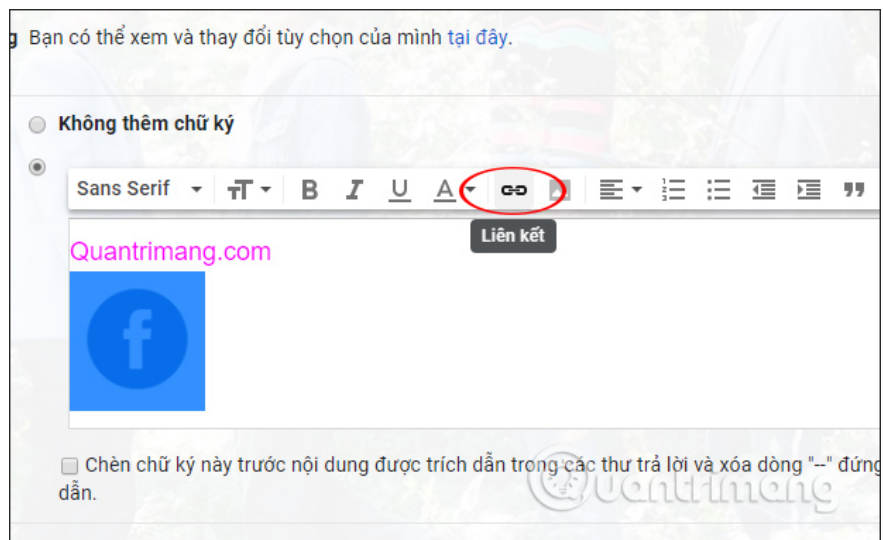 g Bạn có thể xem và thay đổi tùy chọn của mình tại đây.
Không thêm chữ ký
Sans Serif TT B I U A
Liên kết
Quantrimang.com
f
Chèn chữ ký này trước nội dung được trích dẫn trong các thư trả lời và xóa dòng "--" đứng
dẫn.
Quantrimang